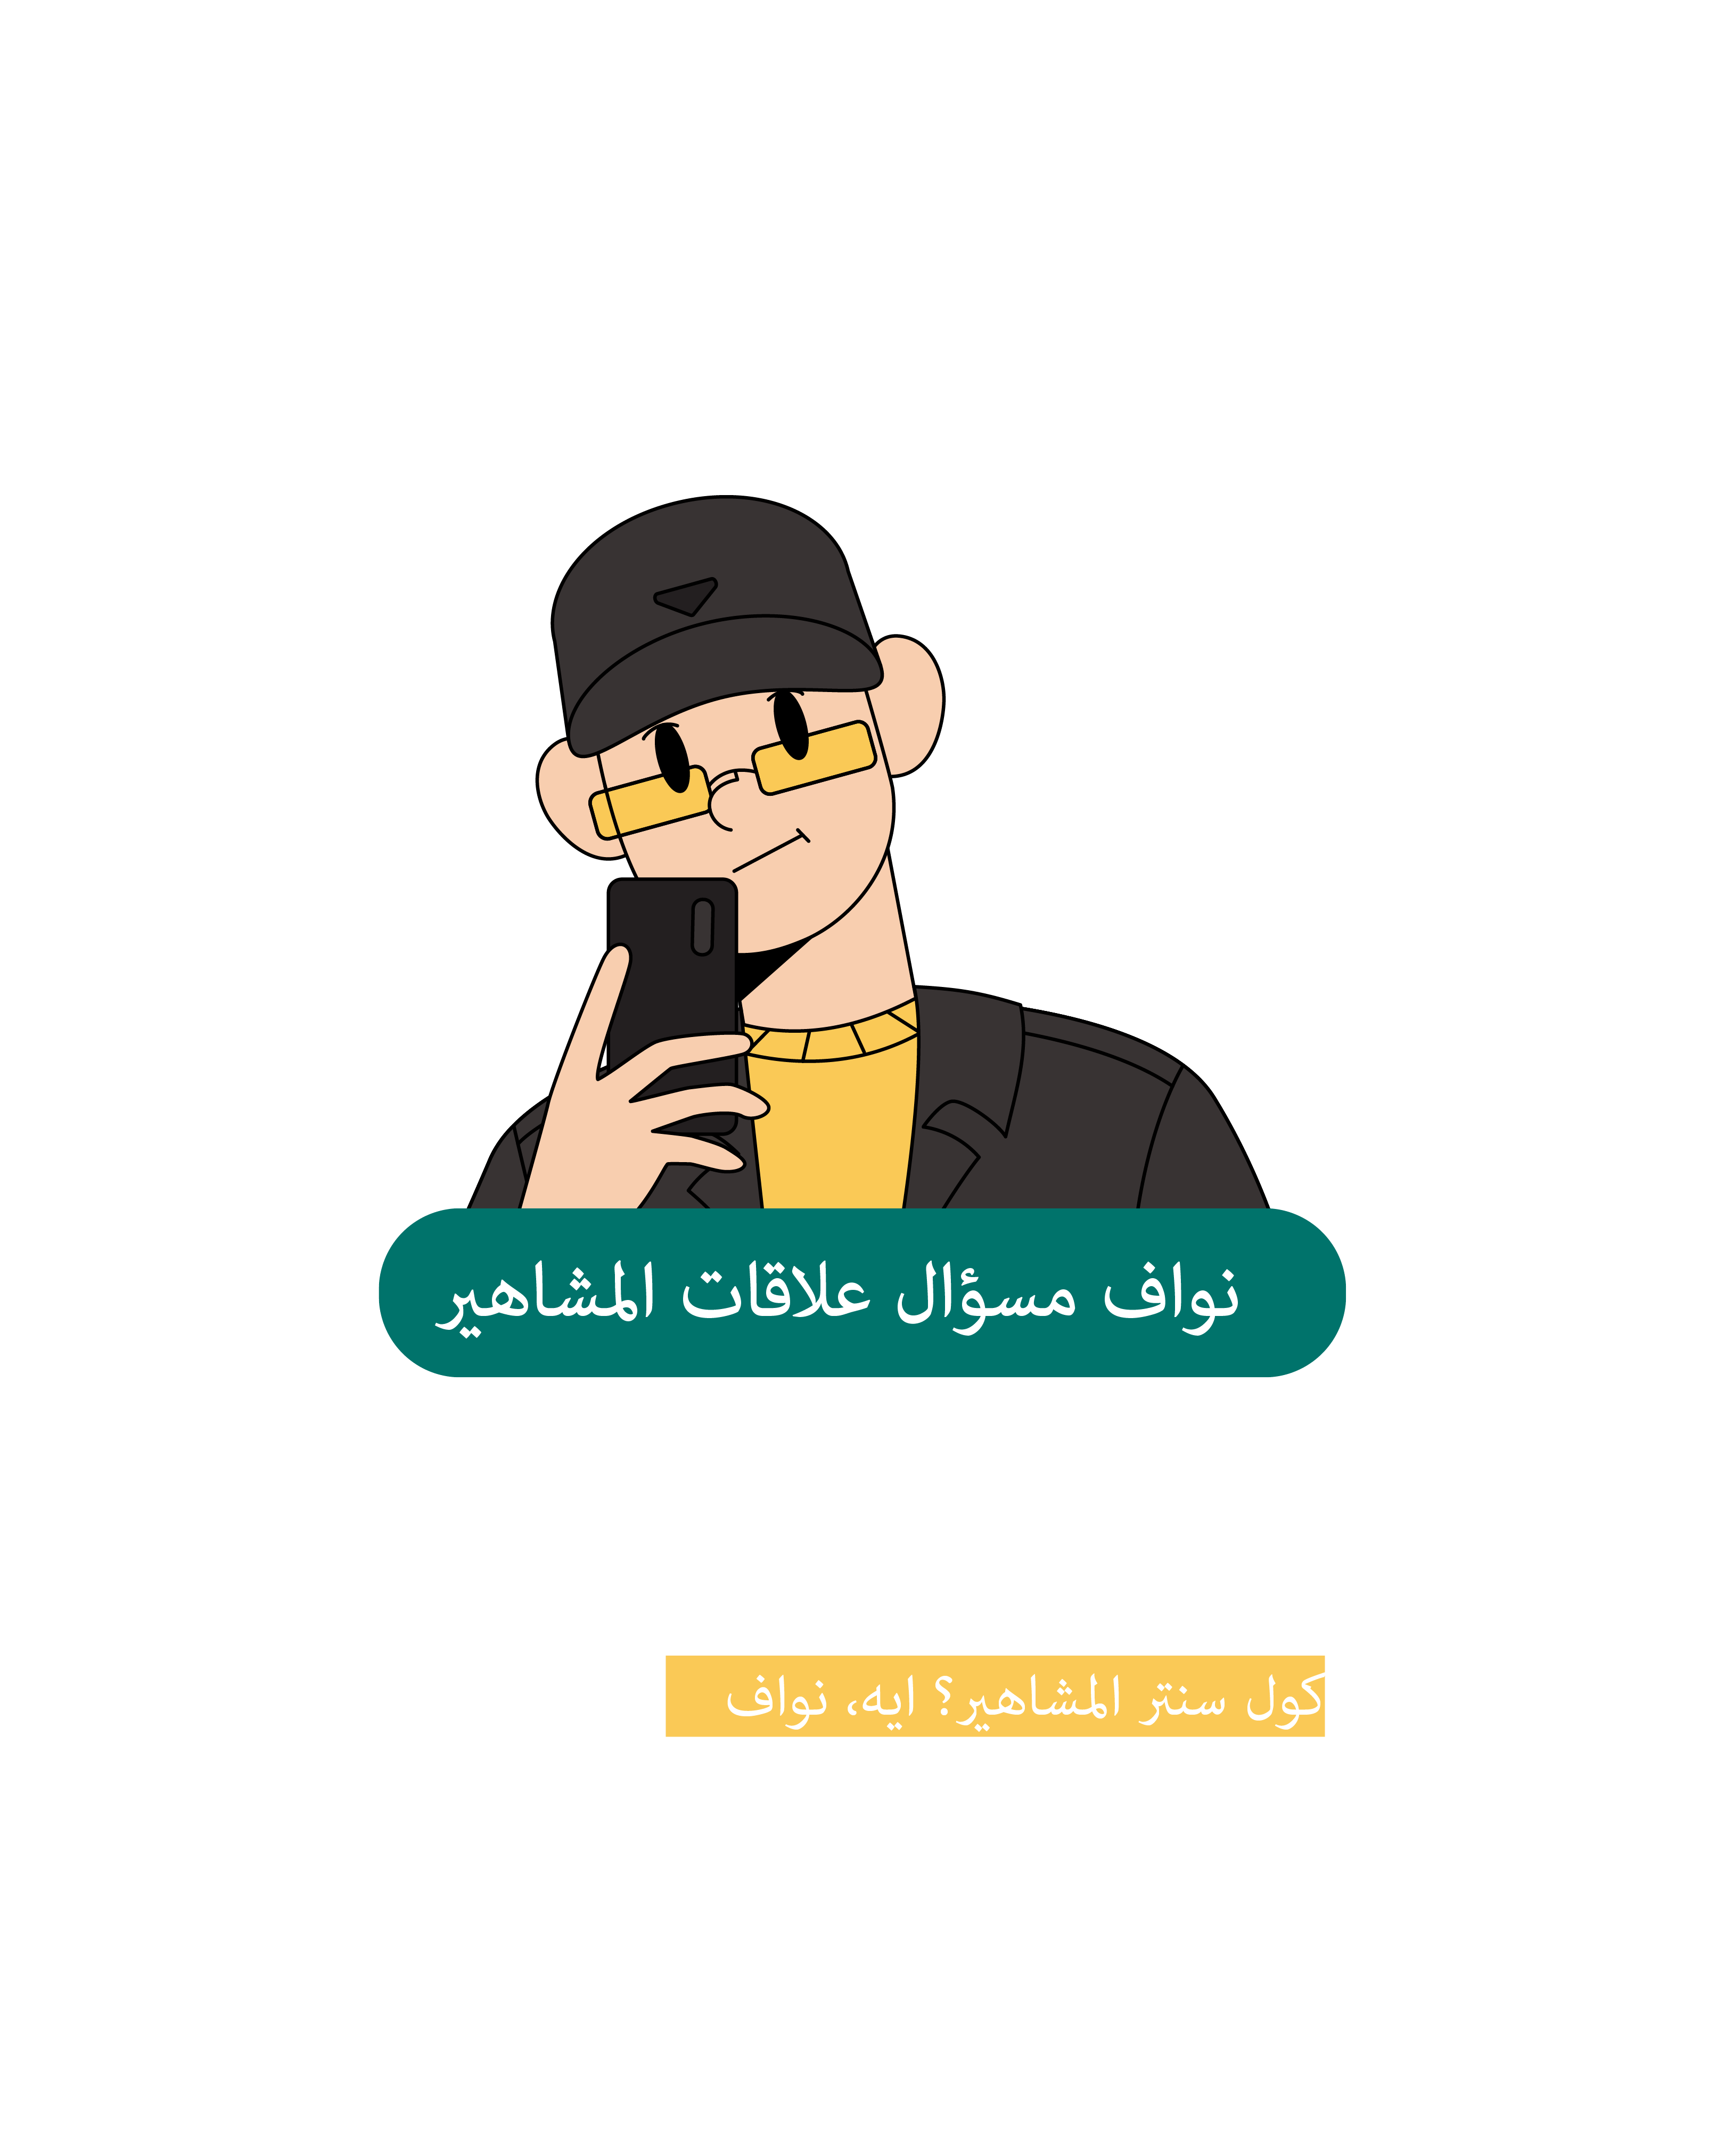 نواف مسؤال علاقات المشاهير
كول سنتر المشاهير؟ ايه، نواف